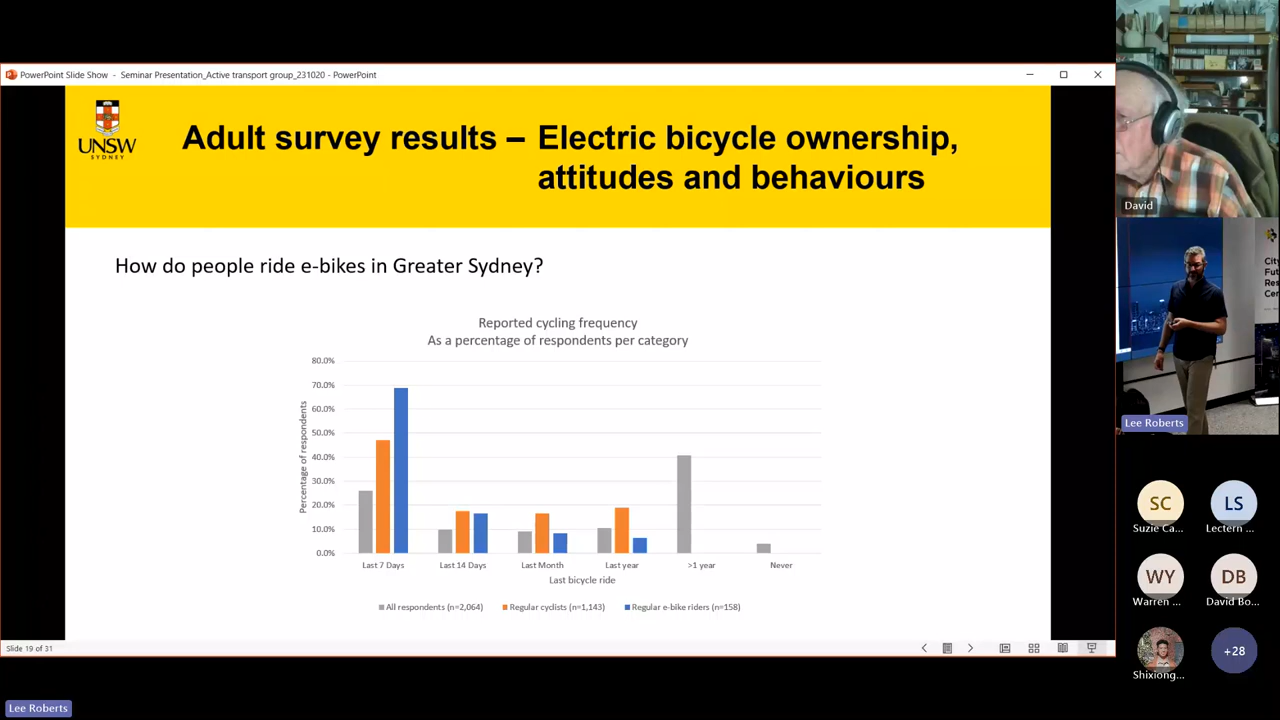 PowerPoint Slide Show - Seminar Presentation_Active transport group_231020 - PowerPoint
UNSW
SYDNEY
Adult survey results – Electric bicycle ownership,
attitudes and behaviours
How do people ride e-bikes in Greater Sydney?
Reported cycling frequency
As a percentage of respondents per category
Percentage of respondents
80.0%
70.0%
60.0%
50.0%
40.0%
30.0%
20.0%
10.0%
0.0%
Last 7 Days
Last 14 Days
Last Month
Last year
>1 year
Never
Last bicycle ride
All respondents (n=2,064)
Regular cyclists (n=1,143)
Regular e-bike riders (n=158)
Slide 19 of 31
Lee Roberts
David
Lee Roberts
SC
Suzie Ca...
LS
Lectern ...
WY
Warren ...
DB
David Bo...
Shixiong...
+28